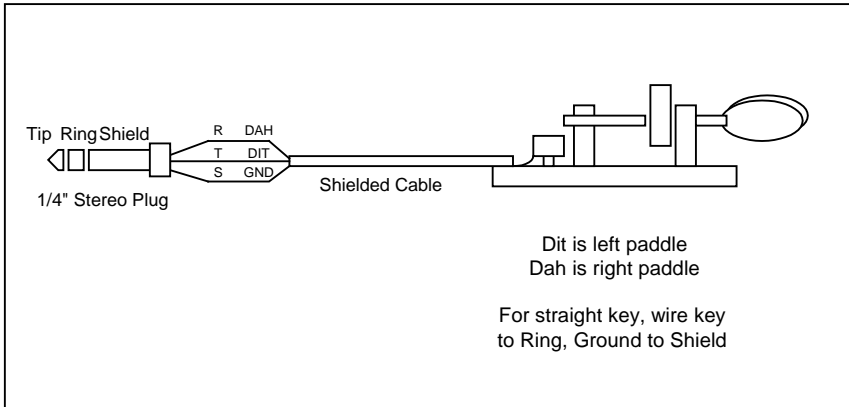 R DAH
Tip Ring Shield
T DIT
S GND
Shielded Cable
1/4" Stereo Plug
Dit is left paddle
Dah is right paddle
For straight key, wire key
to Ring, Ground to Shield